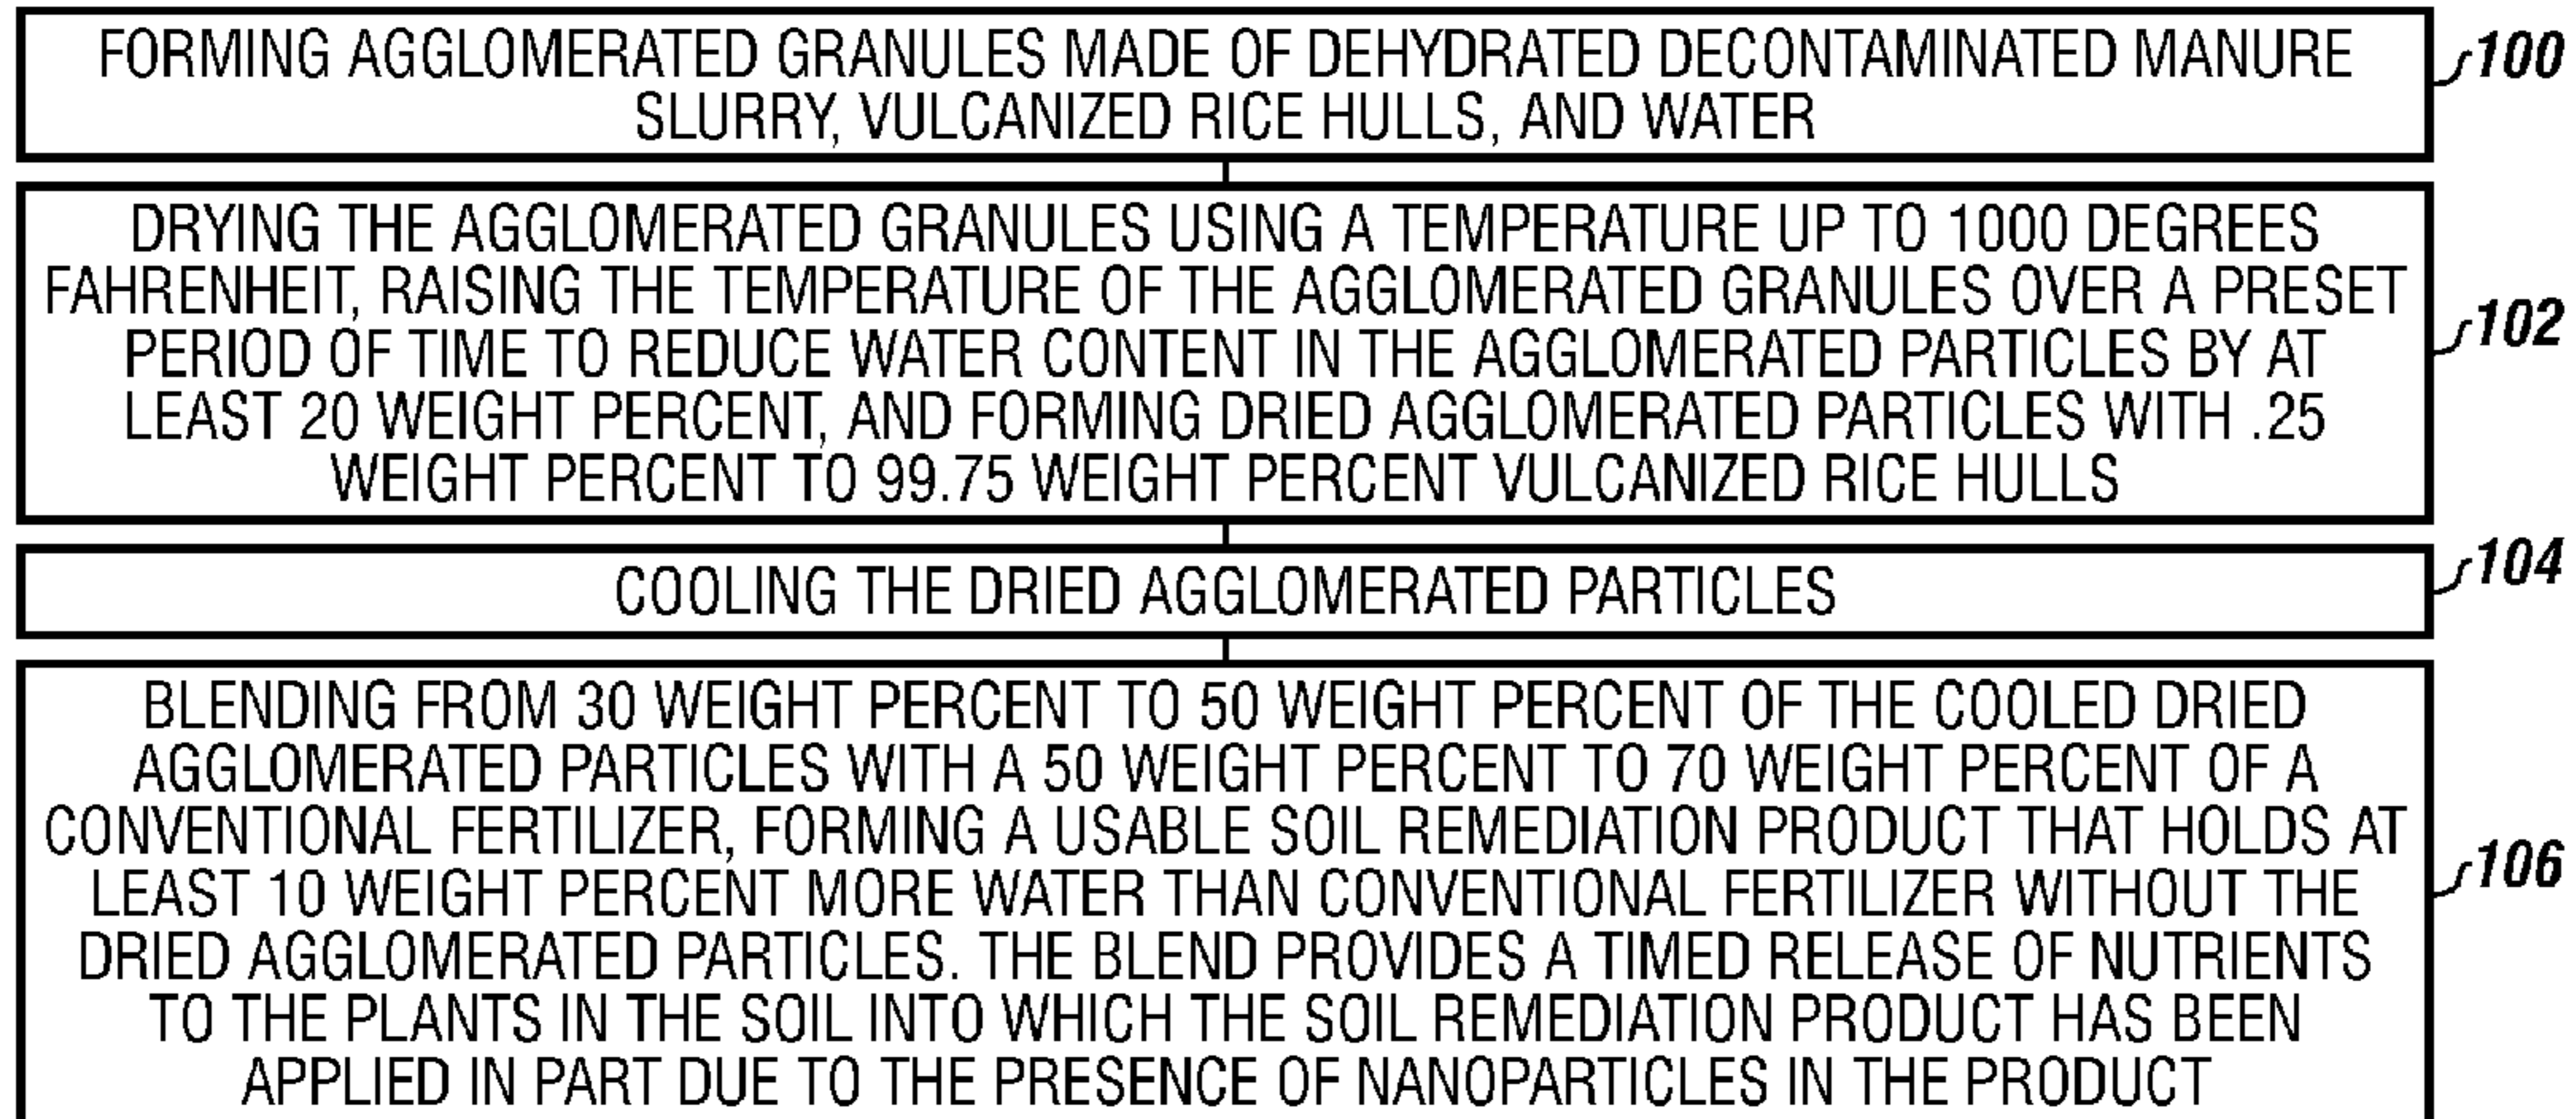 FORMING AGGLOMERATED GRANULES MADE OF DEHYDRATED DECONTAMINATED MANURE
SLURRY, VULCANIZED RICE HULLS, AND WATER
100
DRYING THE AGGLOMERATED GRANULES USING A TEMPERATURE UP TO 1000 DEGREES
FAHRENHEIT, RAISING THE TEMPERATURE OF THE AGGLOMERATED GRANULES OVER A PRESET
PERIOD OF TIME TO REDUCE WATER CONTENT IN THE AGGLOMERATED PARTICLES BY AT
LEAST 20 WEIGHT PERCENT, AND FORMING DRIED AGGLOMERATED PARTICLES WITH .25
WEIGHT PERCENT TO 99.75 WEIGHT PERCENT VULCANIZED RICE HULLS
102
COOLING THE DRIED AGGLOMERATED PARTICLES
104
BLENDING FROM 30 WEIGHT PERCENT TO 50 WEIGHT PERCENT OF THE COOLED DRIED
AGGLOMERATED PARTICLES WITH A 50 WEIGHT PERCENT TO 70 WEIGHT PERCENT OF A
CONVENTIONAL FERTILIZER, FORMING A USABLE SOIL REMEDIATION PRODUCT THAT HOLDS AT
LEAST 10 WEIGHT PERCENT MORE WATER THAN CONVENTIONAL FERTILIZER WITHOUT THE
DRIED AGGLOMERATED PARTICLES. THE BLEND PROVIDES A TIMED RELEASE OF NUTRIENTS
TO THE PLANTS IN THE SOIL INTO WHICH THE SOIL REMEDIATION PRODUCT HAS BEEN
APPLIED IN PART DUE TO THE PRESENCE OF NANOPARTICLES IN THE PRODUCT
106